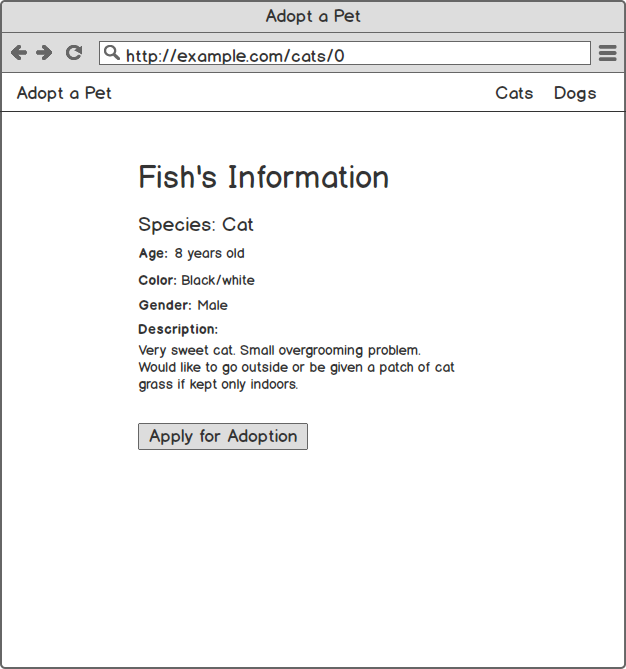 Adopt a Pet
http://example.com/cats/0
Adopt a Pet Cats Dogs
Fish's Information
Species: Cat
Age: 8 years old
Color: Black/white
Gender: Male
Description:
Very sweet cat. Small overgrooming problem.
Would like to go outside or be given a patch of cat
grass if kept only indoors.
Apply for Adoption